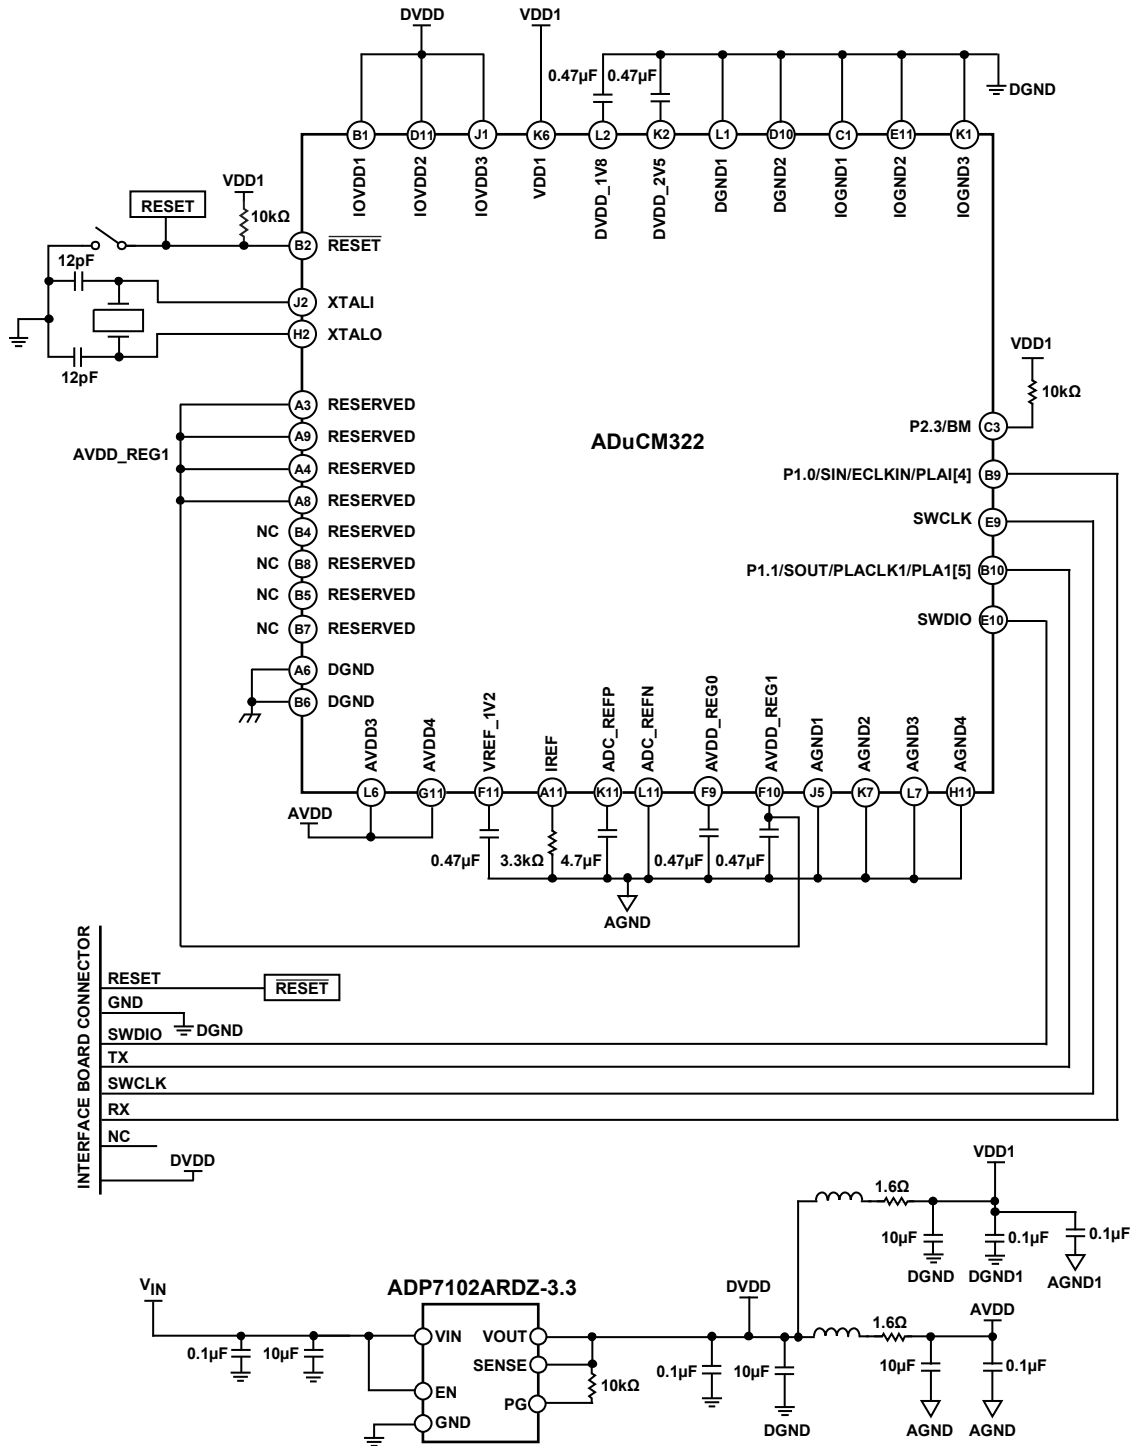 DVDD
VDD1
0.47µF
0.47µF
DGND
B1
D11
J1
K6
L2
K2
L1
D10
C1
E11
K1
IOVDD1
IOVDD2
IOVDD3
VDD1
DVDD_1V8
DVDD_2V5
DGND1
DGND2
IOGND1
IOGND2
IOGND3
VDD1
RESET
10kΩ
B2 RESET
12pF
J2 XTALI
H2 XTALO
12pF
VDD1
10kΩ
A3 RESERVED
A9 RESERVED
AVDD_REG1
A4 RESERVED
A8 RESERVED
NC B4 RESERVED
NC B8 RESERVED
NC B5 RESERVED
NC B7 RESERVED
A6 DGND
B6 DGND
ADuCM322
P2.3/BM C3
P1.0/SIN/ECLKIN/PLAI[4] B9
SWCLK E9
P1.1/SOUT/PLACLK1/PLA1[5] B10
SWDIO E10
AVDD3
AVDD4
VREF_1V2
IREF
ADC_REFP
ADC_REFN
AVDD_REG0
AVDD_REG1
AGND1
AGND2
AGND3
AGND4
L6
G11
F11
A11
K11
L11
F9
F10
J5
K7
L7
H11
AVDD
0.47µF
3.3kΩ
4.7µF
0.47µF
0.47µF
AGND
INTERFACE BOARD CONNECTOR
RESET
RESET
GND
DGND
SWDIO
TX
SWCLK
RX
NC
DVDD
VDD1
1.6Ω
10µF
0.1µF
0.1µF
DGND
DGND1
AGND1
VIN
ADP7102ARDZ-3.3
DVDD
AVDD
1.6Ω
VIN
VOUT
0.1µF
10µF
SENSE
0.1µF
10µF
10µF
0.1µF
10kΩ
EN
PG
GND
DGND
AGND
AGND